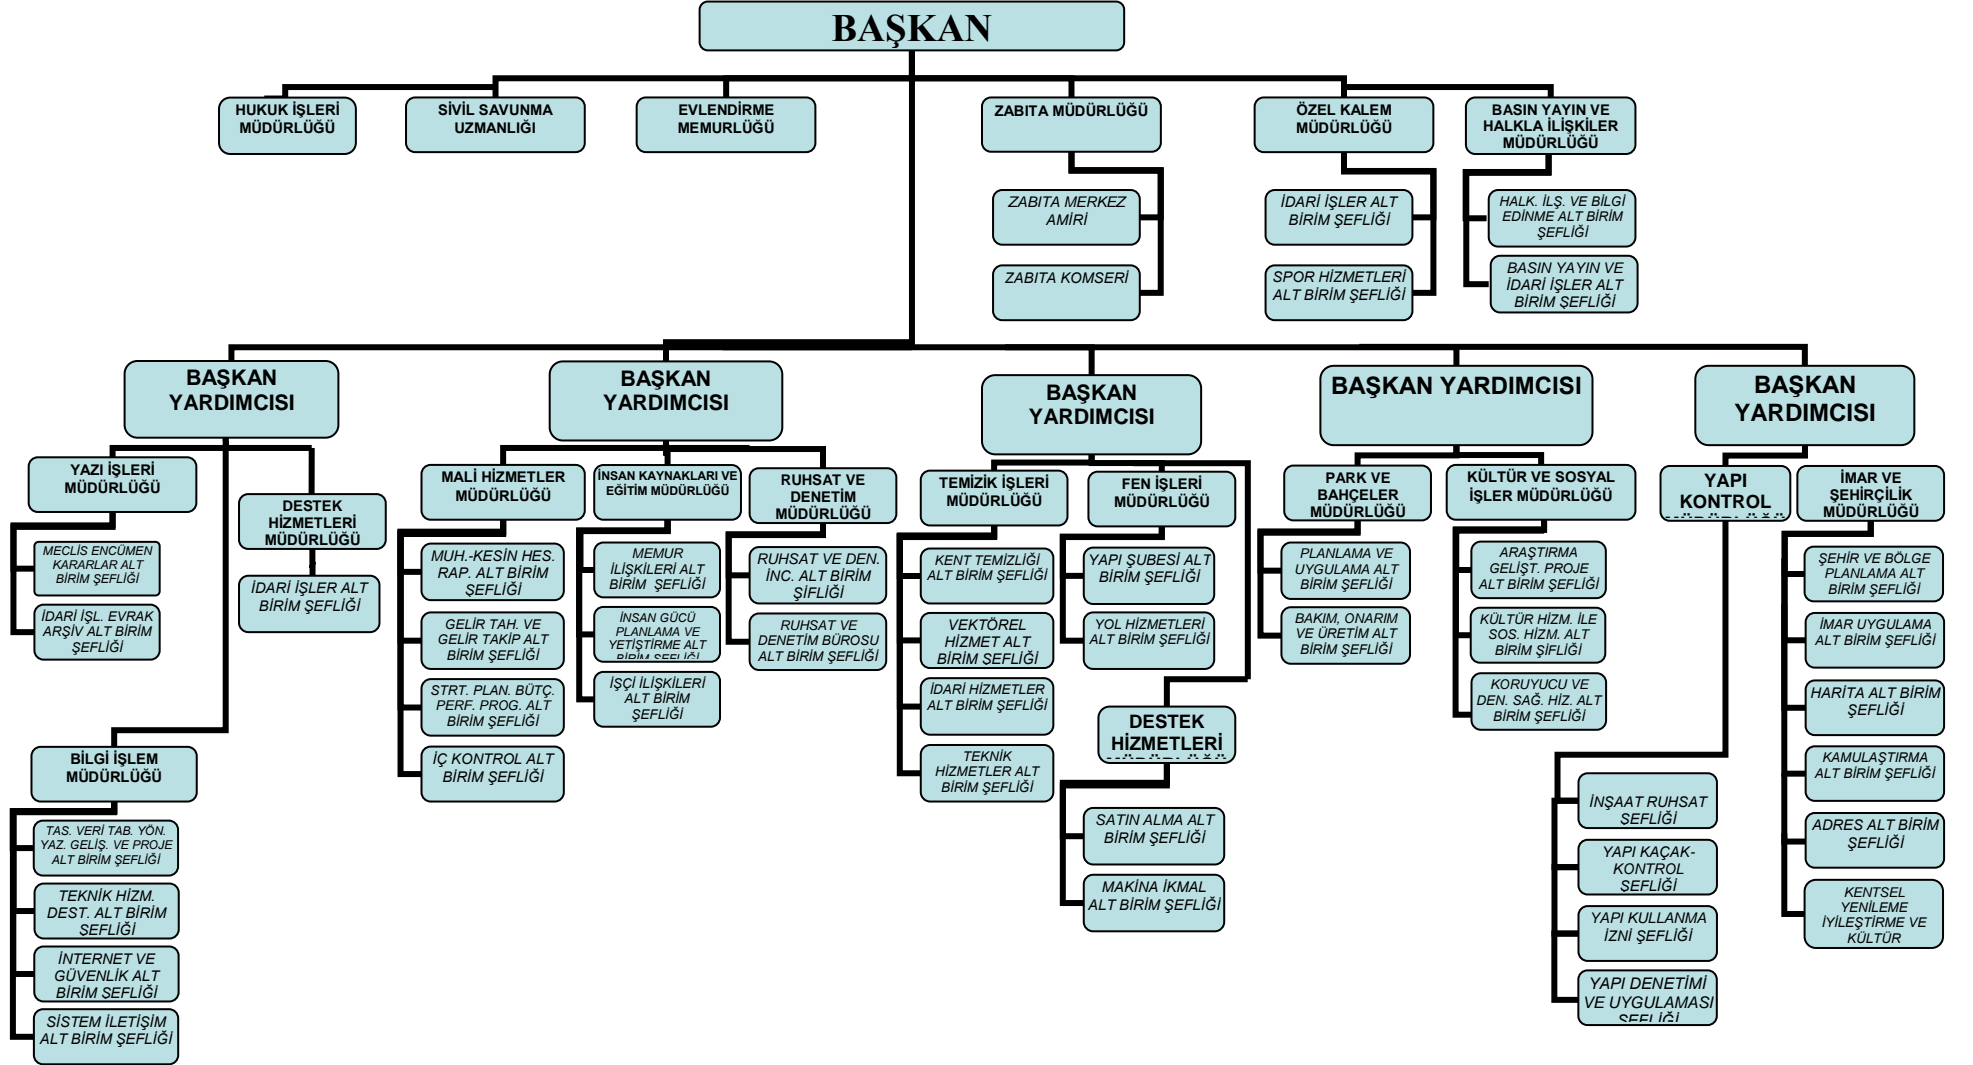 BAŞKAN
HUKUK İŞLERİ
MÜDÜRLÜĞÜ
SİVİL SAVUNMA
UZMANLIĞI
EVLENDİRME
MEMURLÜĞÜ
ZABITA MÜDÜRLÜĞÜ
ÖZEL KALEM
MÜDÜRLÜĞÜ
BASIN YAYIN VE
HALKLA İLİŞKİLER
MÜDÜRLÜĞÜ
ZABITA MERKEZ
AMİRİ
ZABITA KOMSERİ
İDARİ İŞLER ALT
BİRİM ŞEFLİĞİ
SPOR HİZMETLERİ
ALT BİRİM ŞEFLİĞİ
HALK. İLŞ. VE BİLGİ
EDİNME ALT BİRİM
ŞEFLİĞİ
BASIN YAYIN VE
İDARİ İŞLER ALT
BİRİM ŞEFLİĞİ
BAŞKAN
YARDIMCISI
YAZI İŞLERİ
MÜDÜRLÜĞÜ
MECLİS ENCÜMEN
KARARLAR ALT
BİRİM ŞEFLİĞİ
İDARİ İŞL. EVRAK
ARŞİV ALT BİRİM
ŞEFLİĞİ
DESTEK
HİZMETLERİ
MÜDÜRLÜĞÜ
İDARİ İŞLER ALT
BİRİM ŞEFLİĞİ
BİLGİ İŞLEM
MÜDÜRLÜĞÜ
TAS. VERİ TAB. YÖN.
YAZ. GELİŞ. VE PROJE
ALT BİRİM ŞEFLİĞİ
TEKNİK HİZM.
DEST. ALT BİRİM
ŞEFLİĞİ
İNTERNET VE
GÜVENLİK ALT
BİRİM ŞEFLİĞİ
SİSTEM İLETİŞİM
ALT BİRİM ŞEFLİĞİ
BAŞKAN
YARDIMCISI
MALİ HİZMETLER
MÜDÜRLÜĞÜ
MUH.-KESİN HES.
RAP. ALT BİRİM
ŞEFLİĞİ
GELİR TAH. VE
GELİR TAKİP ALT
BİRİM ŞEFLİĞİ
STRT. PLAN. BÜTÇ.
PERF. PROG. ALT
BİRİM ŞEFLİĞİ
İÇ KONTROL ALT
BİRİM ŞEFLİĞİ
İNSAN KAYNAKLARI VE
EĞİTİM MÜDÜRLÜĞÜ
MEMUR
İLİŞKİLERİ ALT
BİRİM ŞEFLİĞİ
İNSAN GÜCÜ
PLANLAMA VE
YETİŞTİRME ALT
BİRİM ŞEFLİĞİ
İŞÇİ İLİŞKİLERİ
ALT BİRİM
ŞEFLİĞİ
RUHSAT VE
DENETİM
MÜDÜRLÜĞÜ
RUHSAT VE DEN.
İNC. ALT BİRİM
ŞİFLİĞİ
RUHSAT VE
DENETİM BÜROSU
ALT BİRİM ŞEFLİĞİ
BAŞKAN
YARDIMCISI
TEMİZİK İŞLERİ
MÜDÜRLÜĞÜ
KENT TEMİZLİĞİ
ALT BİRİM ŞEFLİĞİ
VEKTÖREL
HİZMET ALT
BİRİM ŞEFLİĞİ
İDARİ HİZMETLER
ALT BİRİM ŞEFLİĞİ
TEKNİK
HİZMETLER ALT
BİRİM ŞEFLİĞİ
FEN İŞLERİ
MÜDÜRLÜĞÜ
YAPI ŞUBESİ ALT
BİRİM ŞEFLİĞİ
YOL HİZMETLERİ
ALT BİRİM ŞEFLİĞİ
DESTEK
HİZMETLERİ
SATIN ALMA ALT
BİRİM ŞEFLİĞİ
MAKİNA İKMAL
ALT BİRİM ŞEFLİĞİ
BAŞKAN YARDIMCISI
PARK VE
BAHÇELER
MÜDÜRLÜĞÜ
PLANLAMA VE
UYGULAMA ALT
BİRİM ŞEFLİĞİ
BAKIM, ONARIM
VE ÜRETİM ALT
BİRİM ŞEFLİĞİ
KÜLTÜR VE SOSYAL
İŞLER MÜDÜRLÜĞÜ
ARAŞTIRMA
GELİŞT. PROJE
ALT BİRİM ŞEFLİĞİ
KÜLTÜR HİZM. İLE
SOS. HİZM. ALT
BİRİM ŞİFLİĞİ
KORUYUCU VE
DEN. SAĞ. HİZ. ALT
BİRİM ŞEFLİĞİ
BAŞKAN
YARDIMCISI
YAPI
KONTROL
İNŞAAT RUHSAT
ŞEFLİĞİ
YAPI KAÇAK-
KONTROL
ŞEFLİĞİ
YAPI KULLANMA
İZNİ ŞEFLİĞİ
YAPI DENETİMİ
VE UYGULAMASI
ŞEFLİĞİ
İMAR VE
ŞEHİRÇİLİK
MÜDÜRLÜĞÜ
ŞEHİR VE BÖLGE
PLANLAMA ALT
BİRİM ŞEFLİĞİ
İMAR UYGULAMA
ALT BİRİM ŞEFLİĞİ
HARİTA ALT BİRİM
ŞEFLİĞİ
KAMULAŞTIRMA
ALT BİRİM ŞEFLİĞİ
ADRES ALT BİRİM
ŞEFLİĞİ
KENTSEL
YENİLEME
İYİLEŞTİRME VE
KÜLTÜR